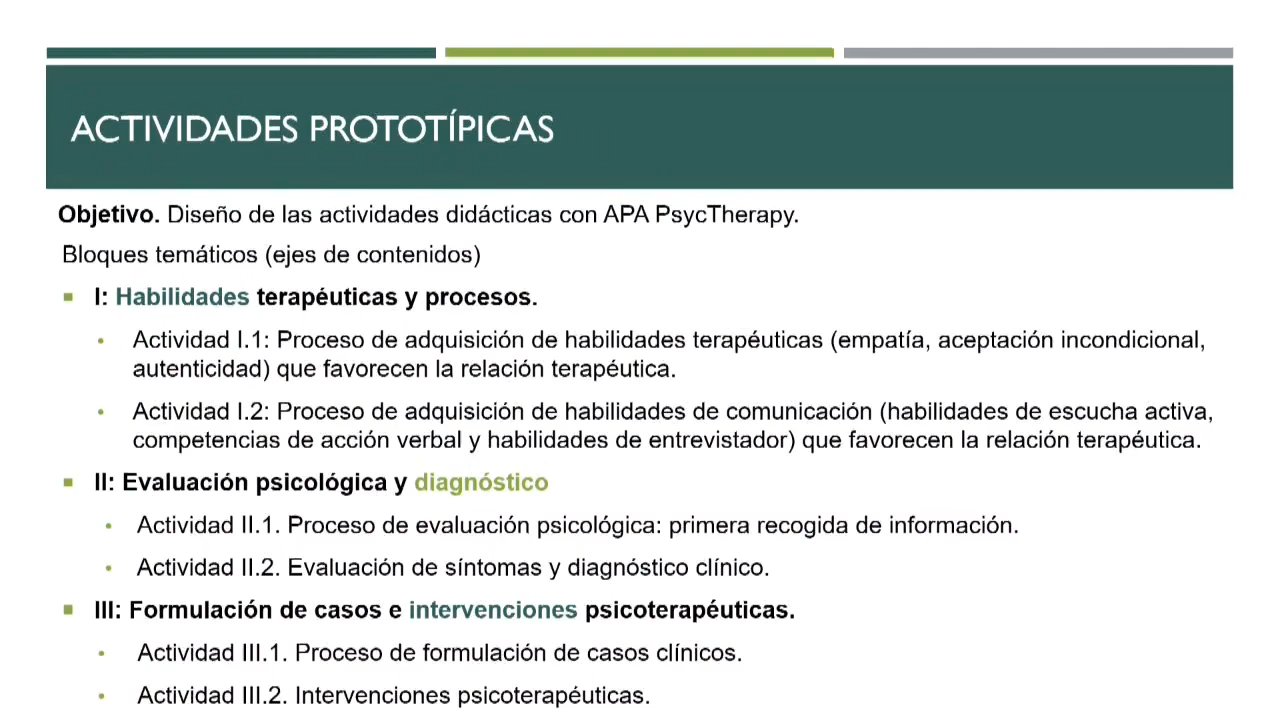 ACTIVIDADES PROTOTÍPICAS
Objetivo. Diseño de las actividades didácticas con APA PsycTherapy.
Bloques temáticos (ejes de contenidos)
I: Habilidades terapéuticas y procesos.
Actividad I.1: Proceso de adquisición de habilidades terapéuticas (empatía, aceptación incondicional,
autenticidad) que favorecen la relación terapéutica.
Actividad I.2: Proceso de adquisición de habilidades de comunicación (habilidades de escucha activa,
competencias de acción verbal y habilidades de entrevistador) que favorecen la relación terapéutica.
II: Evaluación psicológica y diagnóstico
Actividad II.1. Proceso de evaluación psicológica: primera recogida de información.
Actividad II.2. Evaluación de síntomas y diagnóstico clínico.
III: Formulación de casos e intervenciones psicoterapéuticas.
Actividad III.1. Proceso de formulación de casos clínicos.
Actividad III.2. Intervenciones psicoterapéuticas.